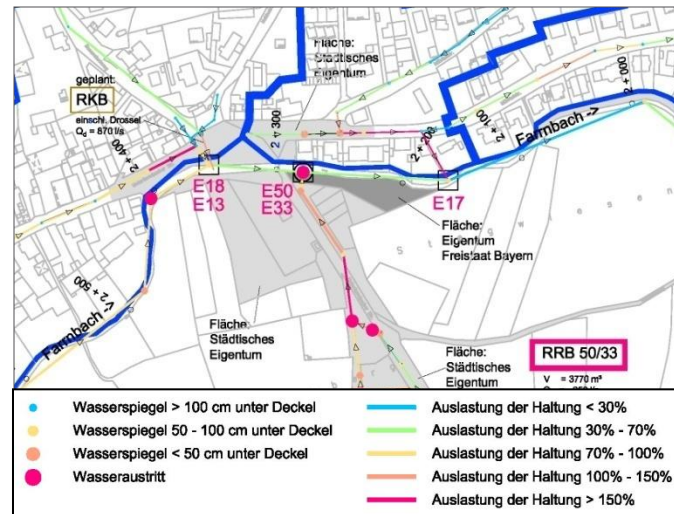 Fläche:
Städtisches
Eigentum
geplant:
RKB
einschl. Drossel
Qd = 870 l/s
2 + 400
2 + 300
2 + 200
2 + 100
2 + 000
Farnbach ->
E18
E13
E50
E33
E17
Fläche:
Eigentum
Freistaat Bayern
2 + 500
Farnbach
Fläche:
Städtisches
Eigentum
Fläche:
Städtisches
Eigentum
RRB 50/33
V = 3770 m³
Wasserspiegel > 100 cm unter Deckel
Wasserspiegel 50 - 100 cm unter Deckel
Wasserspiegel < 50 cm unter Deckel
Wasseraustritt
Auslastung der Haltung < 30%
Auslastung der Haltung 30% - 70%
Auslastung der Haltung 70% - 100%
Auslastung der Haltung 100% - 150%
Auslastung der Haltung > 150%